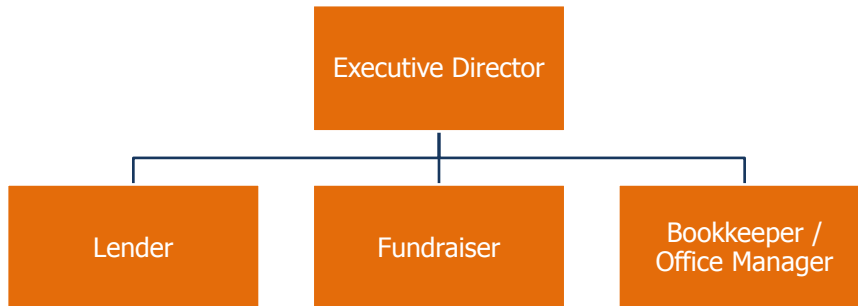 Executive Director
Lender
Fundraiser
Bookkeeper /
Office Manager